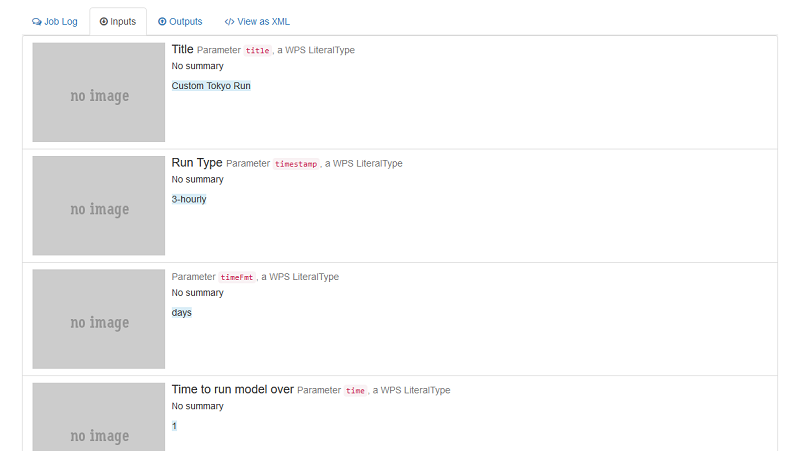 Job Log Inputs Outputs </> View as XML
no image
Title Parameter title, a WPS LiteralType
No summary
Custom Tokyo Run
no image
Run Type Parameter timestamp, a WPS LiteralType
No summary
3-hourly
no image
Parameter timeFmt, a WPS LiteralType
No summary
days
no image
Time to run model over Parameter time, a WPS LiteralType
No summary
1